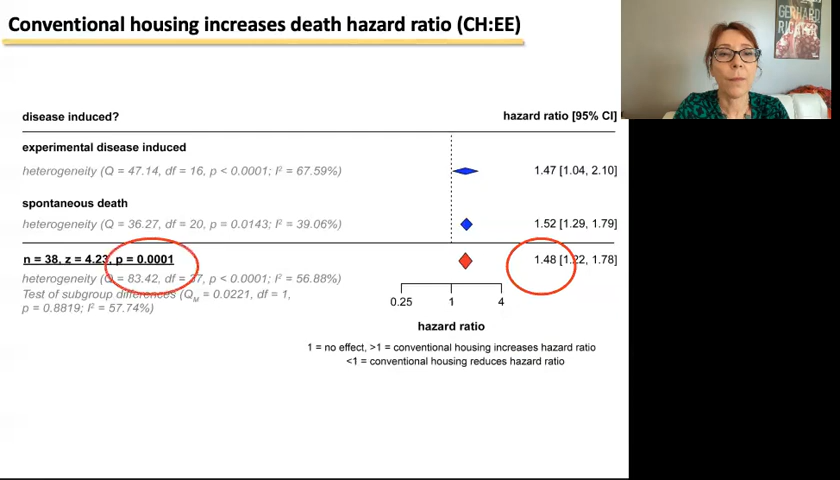 Conventional housing increases death hazard ratio (CH:EE)
GERHARD
disease induced?
hazard ratio [95% CI]
experimental disease induced
heterogeneity (Q = 47.14, df = 16, p < 0.0001; I² = 67.59%)
1.47 [1.04, 2.10]
spontaneous death
heterogeneity (Q = 36.27, df = 20, p = 0.0143; I² = 39.06%)
1.52 [1.29, 1.79]
n = 38, z = 4.23, p = 0.0001
1.48 [1.22, 1.78]
heterogeneity (Q = 83.42, df = 37, p < 0.0001; I² = 56.88%)
Test of subgroup differences (Q_M = 0.0221, df = 1,
p = 0.8819; I² = 57.74%)
0.25 1 4
hazard ratio
1 = no effect, >1 = conventional housing increases hazard ratio
<1 = conventional housing reduces hazard ratio